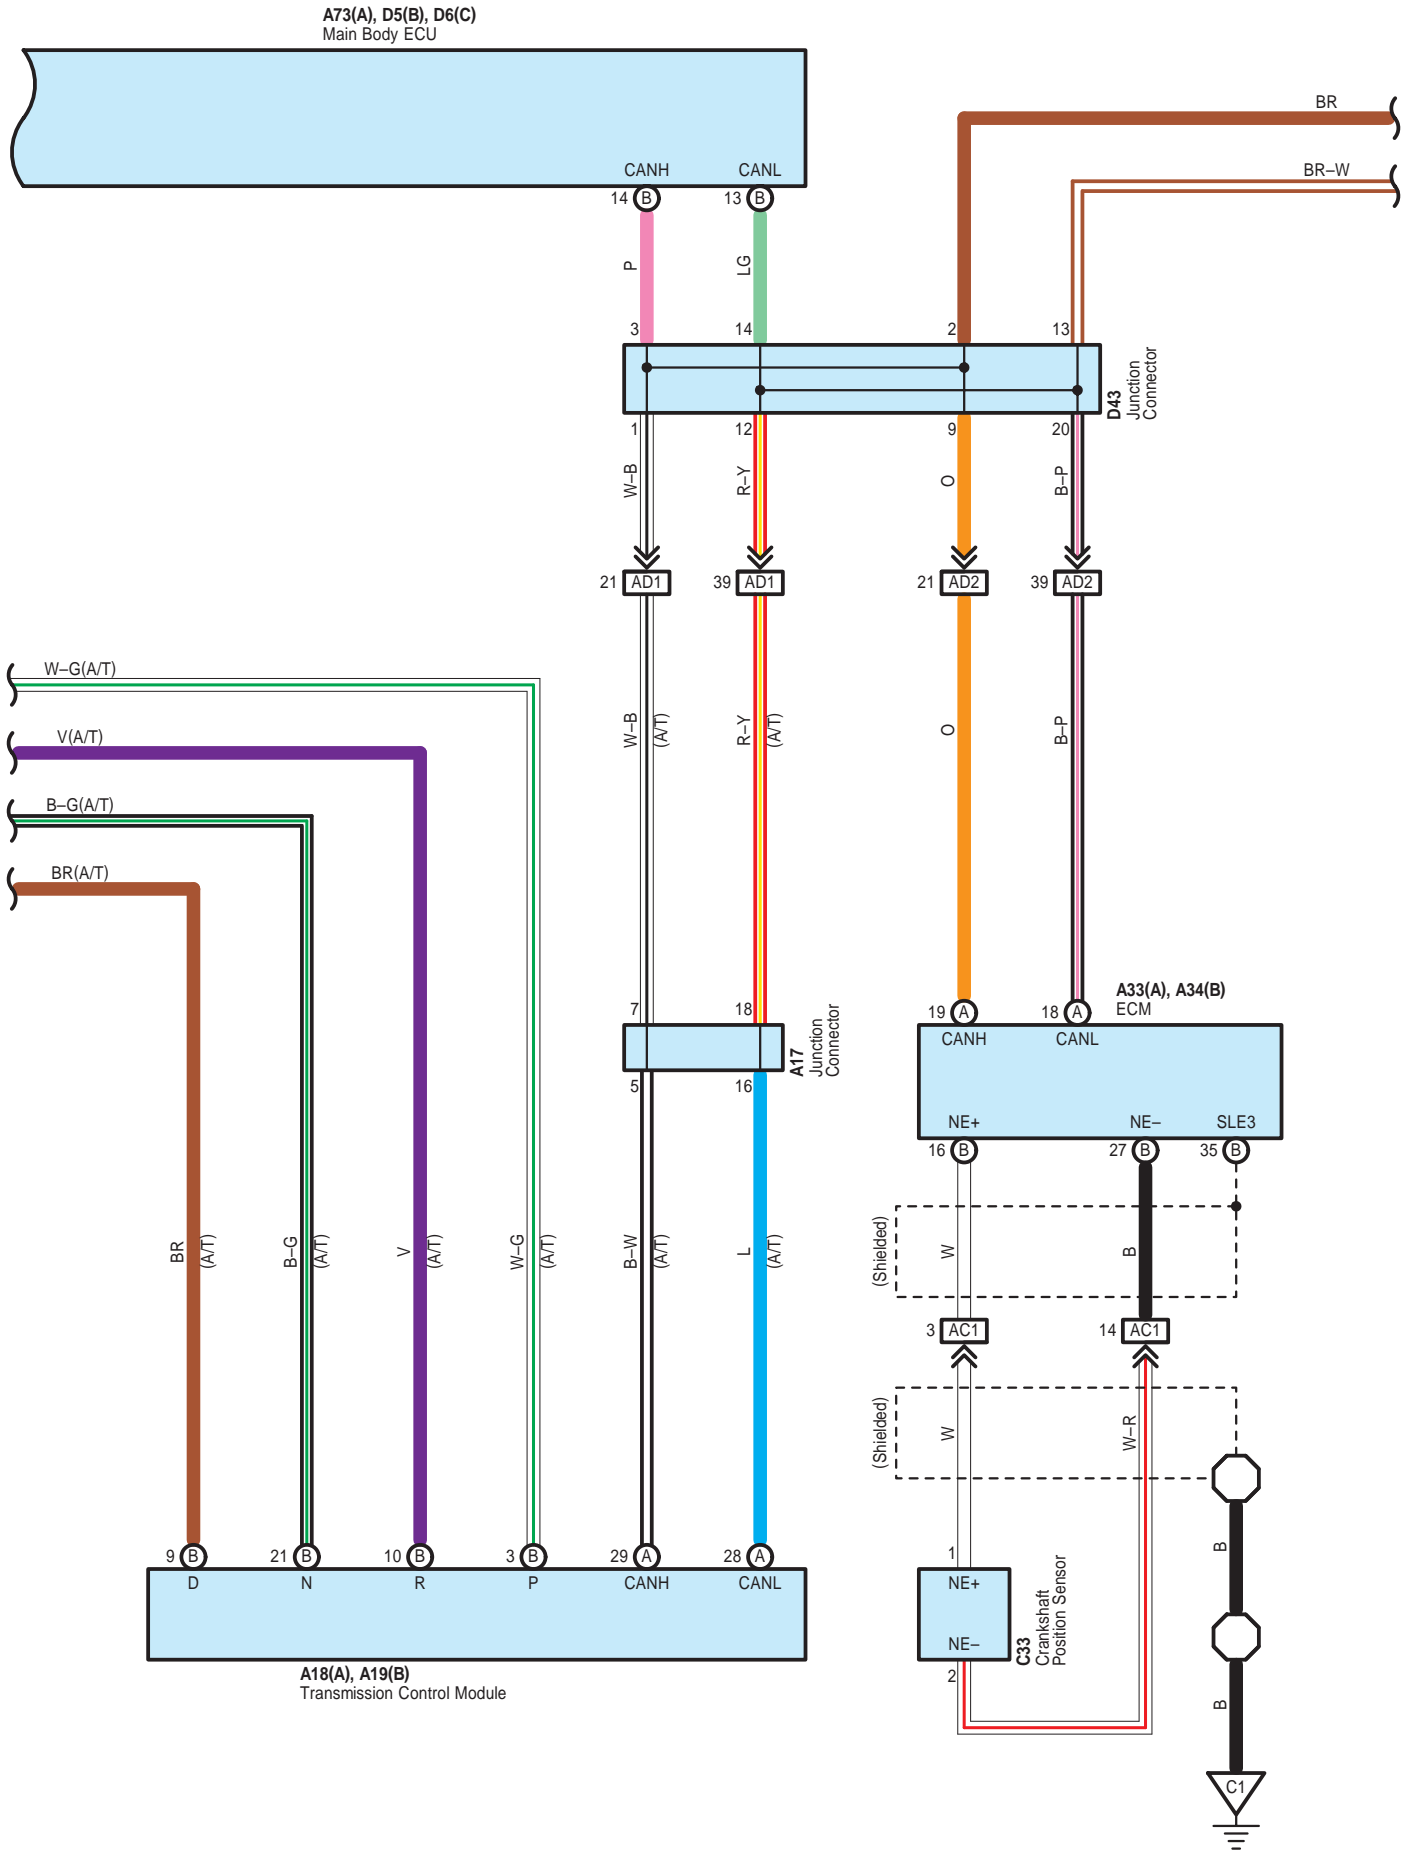 A73(A), D5(B), D6(C)
Main Body ECU
BR
BR–W
CANH
CANL
14 B
13 B
P
LG
3
14
2
13
D43
Junction
Connector
1
12
9
20
W–B
R–Y
O
B–P
21 AD1
39 AD1
21 AD2
39 AD2
W–G(A/T)
V(A/T)
B–G(A/T)
BR(A/T)
W–B
(A/T)
R–Y
(A/T)
O
B–P
A33(A), A34(B)
ECM
19 A
18 A
CANH
CANL
7
18
A17
Junction
Connector
5
16
NE+
NE–
SLE3
16 B
27 B
35 B
BR
(A/T)
B–G
(A/T)
V
(A/T)
W–G
(A/T)
B–W
(A/T)
L
(A/T)
(Shielded)
W
B
3 AC1
14 AC1
(Shielded)
W
W–R
9 B
21 B
10 B
3 B
29 A
28 A
D
N
R
P
CANH
CANL
A18(A), A19(B)
Transmission Control Module
1
NE+
NE–
2
C33
Crankshaft
Position Sensor
B
B
C1